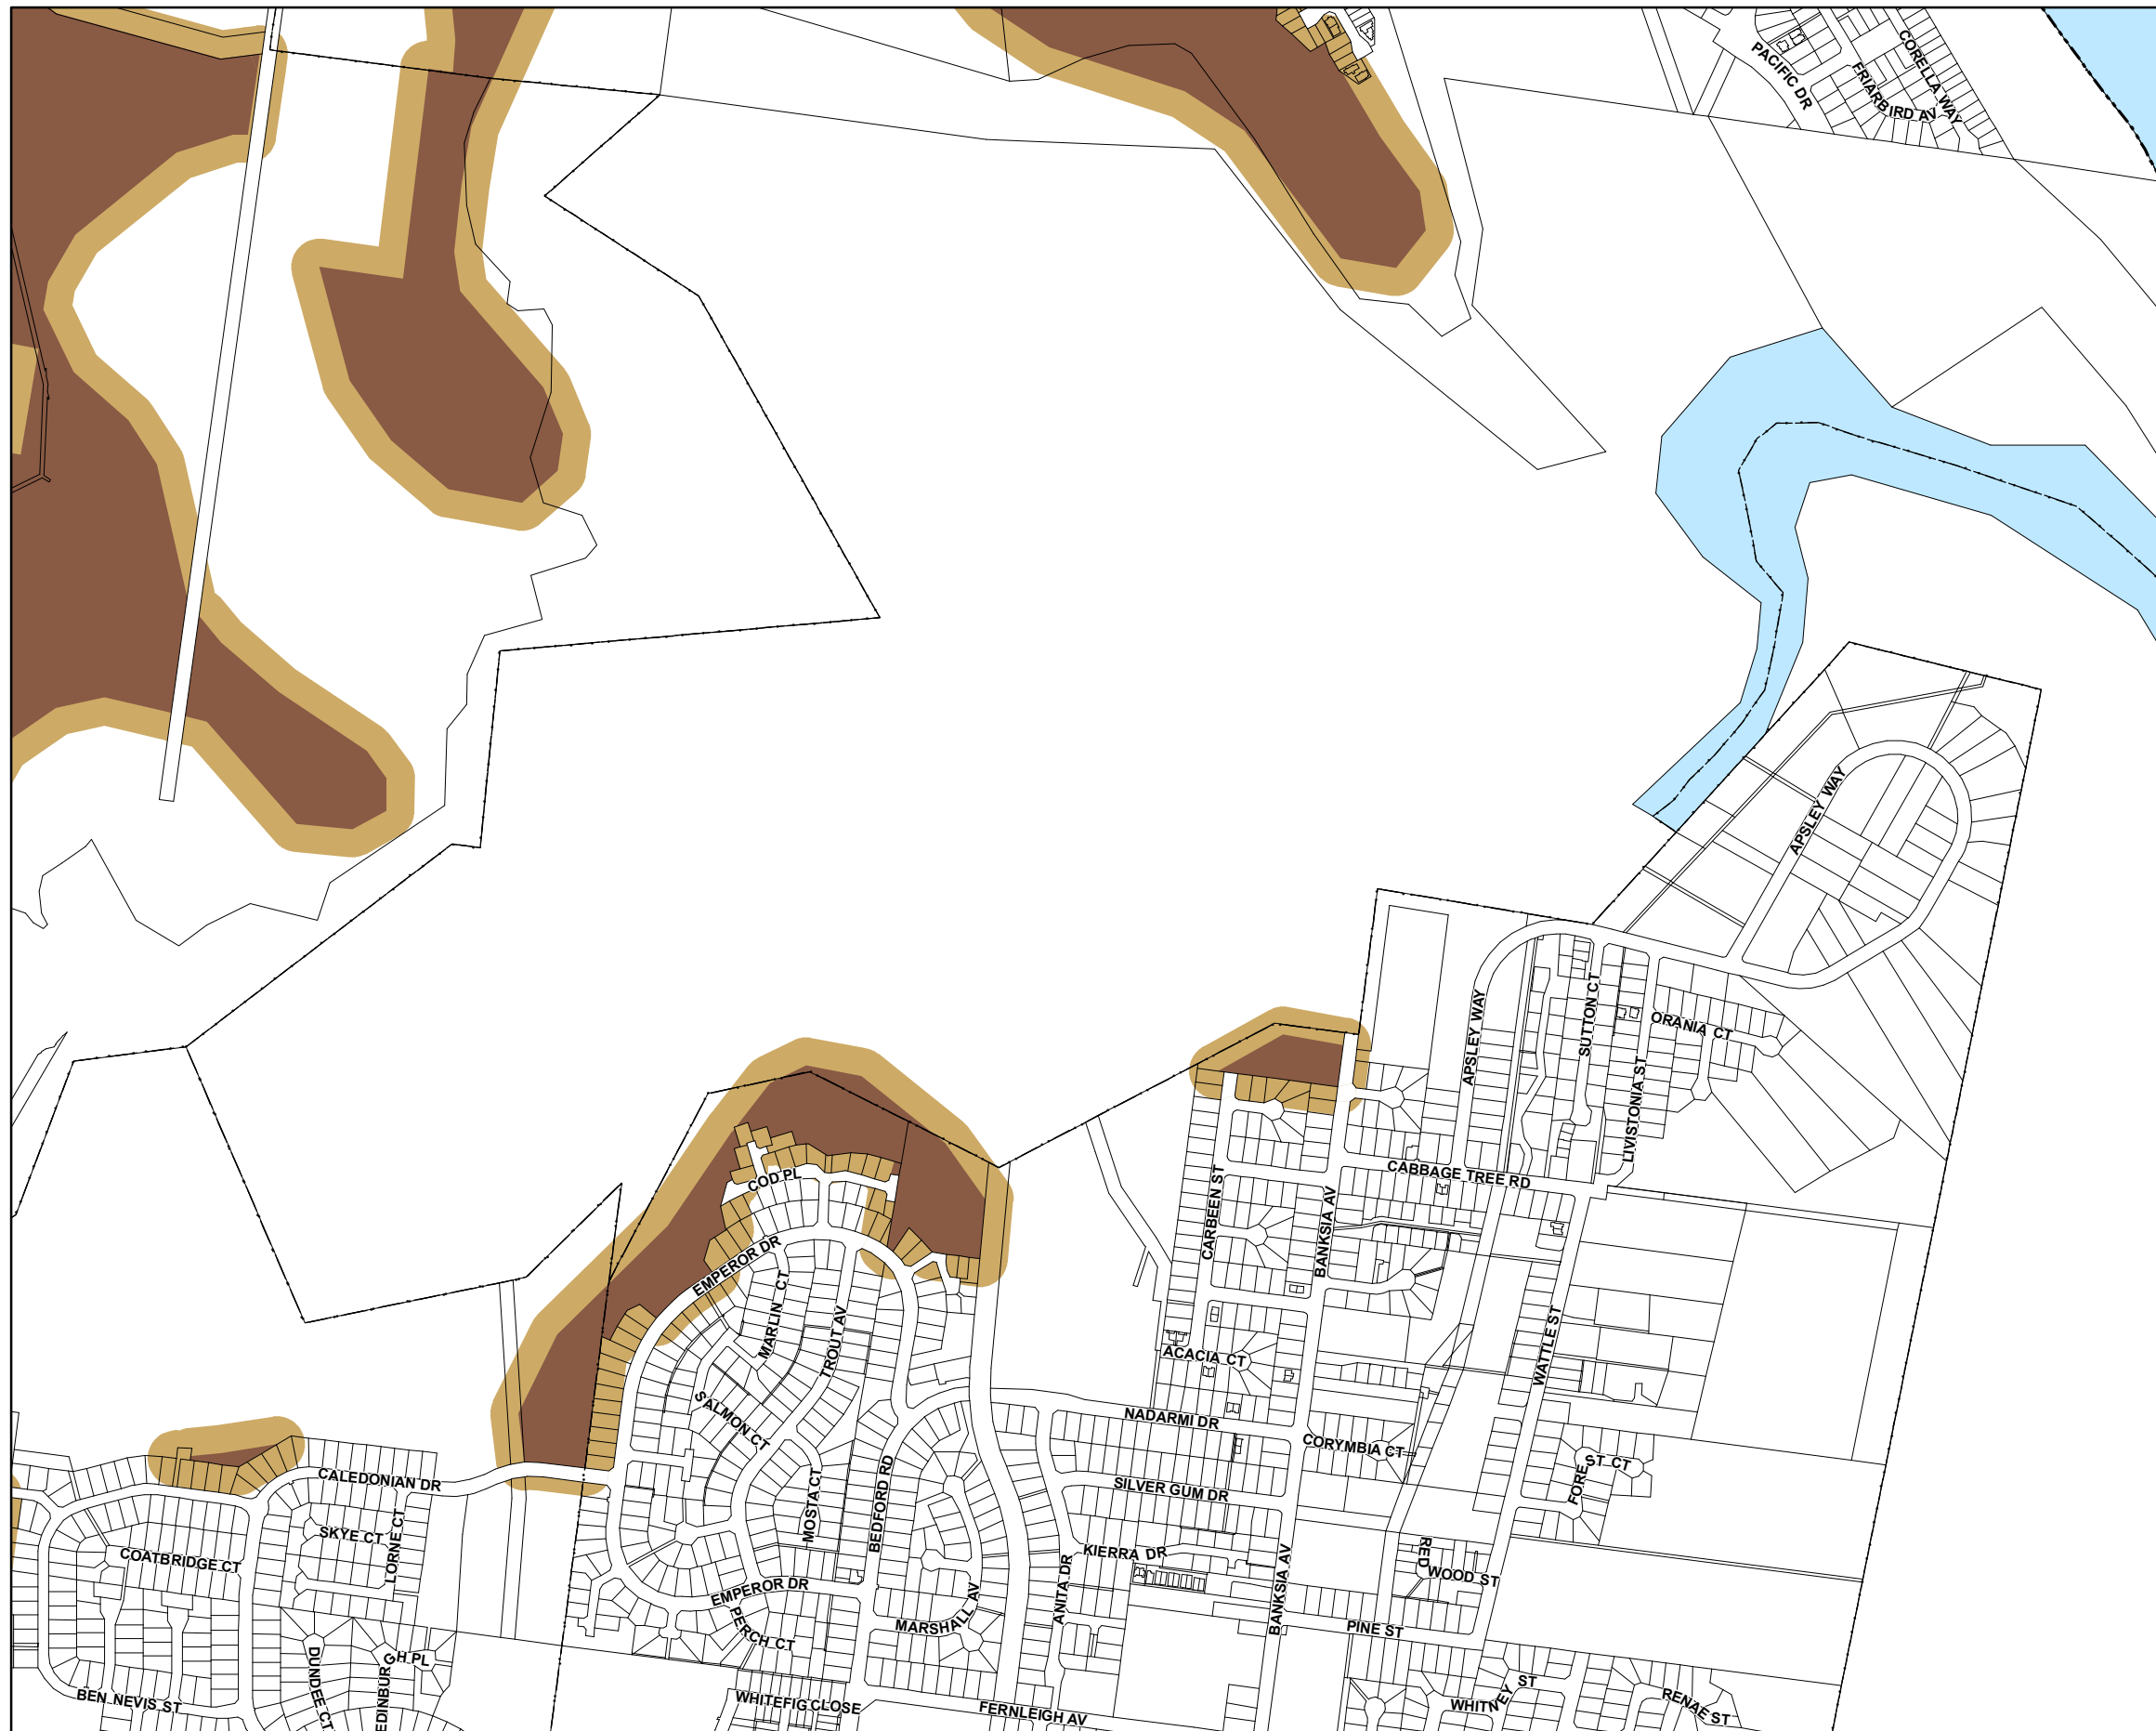 PACIFIC DR
CORELLA WAY
FRIARBIRD AV
APSLEY WAY
APSLEY WAY
SUTTON CT
ORANIA CT
LIVISTONIA ST
CABBAGE TREE RD
CARBEEN ST
BANKSIA AV
COD PL
EMPEROR DR
MARLIN CT
TROUT AV
WATTLE ST
ACACIA CT
SALMON CT
NADARMI DR
CORYMBIA CT
FOREST CT
CALEDONIAN DR
SILVER GUM DR
MOSTA CT
BEDFORD RD
SKYE CT
LORNE CT
COATBRIDGE CT
KIERRA DR
RED WOOD ST
EMPEROR DR
ANITA DR
BANKSIA AV
PERCH CT
MARSHALL AV
PINE ST
DUNDEE CT
EDINBURGH PL
BEN NEVIS ST
WHITEFIG CLOSE
FERNLEIGH AV
WHITNEY ST
RENAE ST